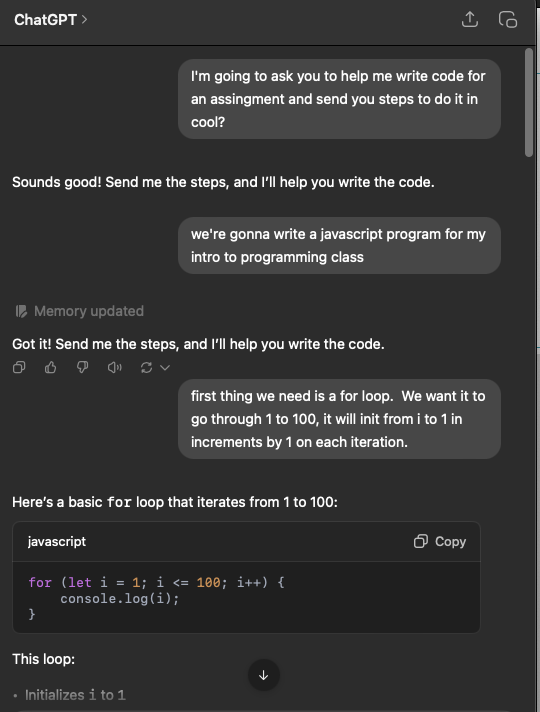 ChatGPT
I'm going to ask you to help me write code for
an assingment and send you steps to do it in
cool?
Sounds good! Send me the steps, and I'll help you write the code.
we're gonna write a javascript program for my
intro to programming class
Memory updated
Got it! Send me the steps, and I'll help you write the code.
first thing we need is a for loop. We want it to
go through 1 to 100, it will init from i to 1 in
increments by 1 on each iteration.
Here's a basic for loop that iterates from 1 to 100:
javascript
Copy
for (let i = 1; i <= 100; i++) {
    console.log(i);
}
This loop:
• Initializes i to 1